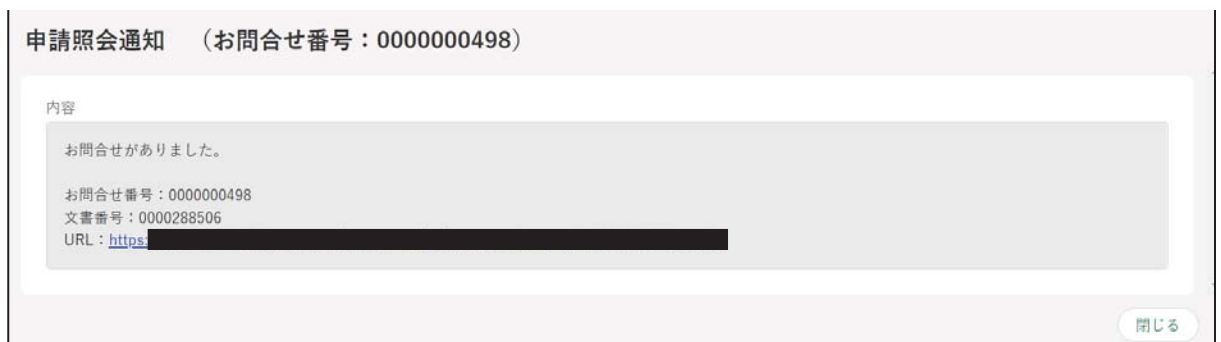 申請照会通知 （お問合せ番号：0000000498）
内容
お問合せがありました。
お問合せ番号：0000000498
文書番号：0000288506
URL：https:
閉じる